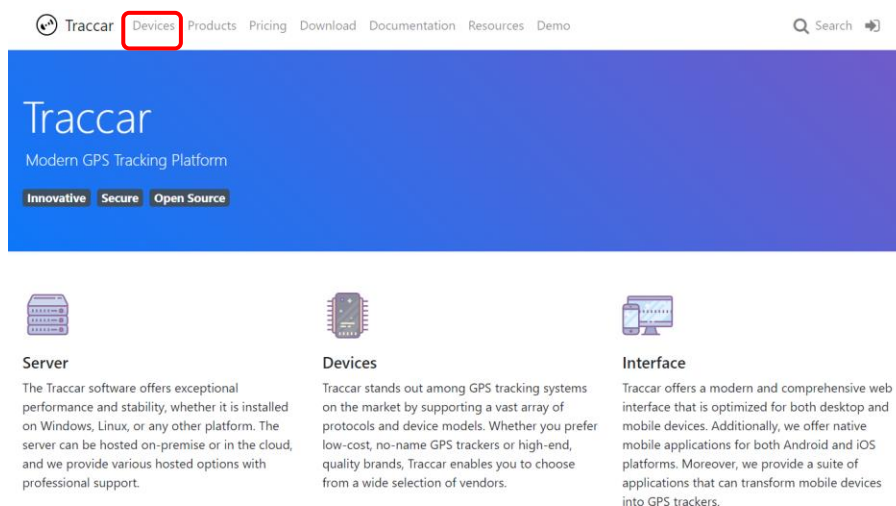 Traccar Devices Products Pricing Download Documentation Resources Demo Search
Traccar
Modern GPS Tracking Platform
Innovative Secure Open Source
Server
The Traccar software offers exceptional
performance and stability, whether it is installed
on Windows, Linux, or any other platform. The
server can be hosted on-premise or in the cloud,
and we provide various hosted options with
professional support.
Devices
Traccar stands out among GPS tracking systems
on the market by supporting a vast array of
protocols and device models. Whether you prefer
low-cost, no-name GPS trackers or high-end,
quality brands, Traccar enables you to choose
from a wide selection of vendors.
Interface
Traccar offers a modern and comprehensive web
interface that is optimized for both desktop and
mobile devices. Additionally, we offer native
mobile applications for both Android and iOS
platforms. Moreover, we provide a suite of
applications that can transform mobile devices
into GPS trackers.